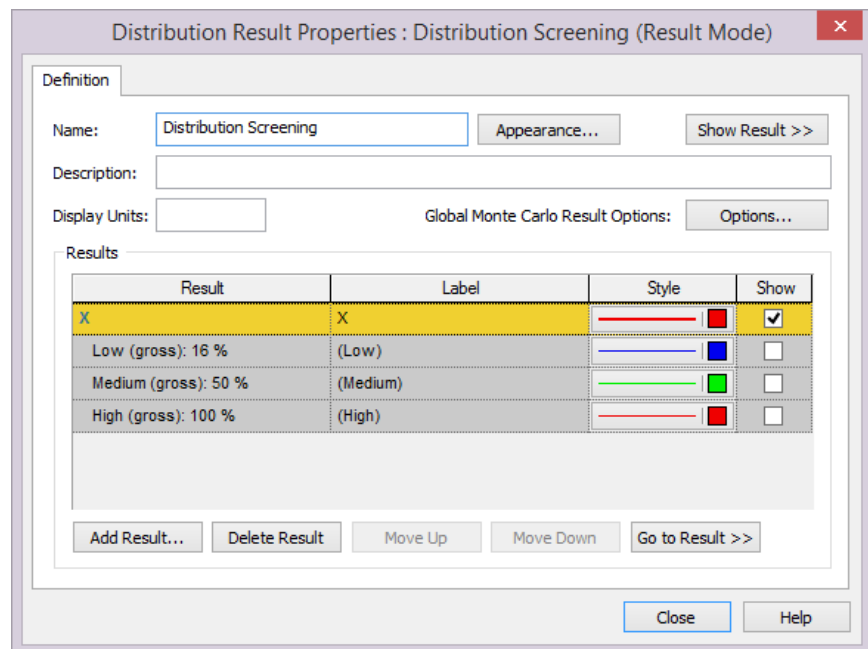 Distribution Result Properties : Distribution Screening (Result Mode)
Definition
Name: Distribution Screening Appearance... Show Result >>
Description:
Display Units: Global Monte Carlo Result Options: Options...
Results
Result Label Style Show
X X
Low (gross): 16 % (Low)
Medium (gross): 50 % (Medium)
High (gross): 100 % (High)
Add Result... Delete Result Move Up Move Down Go to Result >>
Close Help